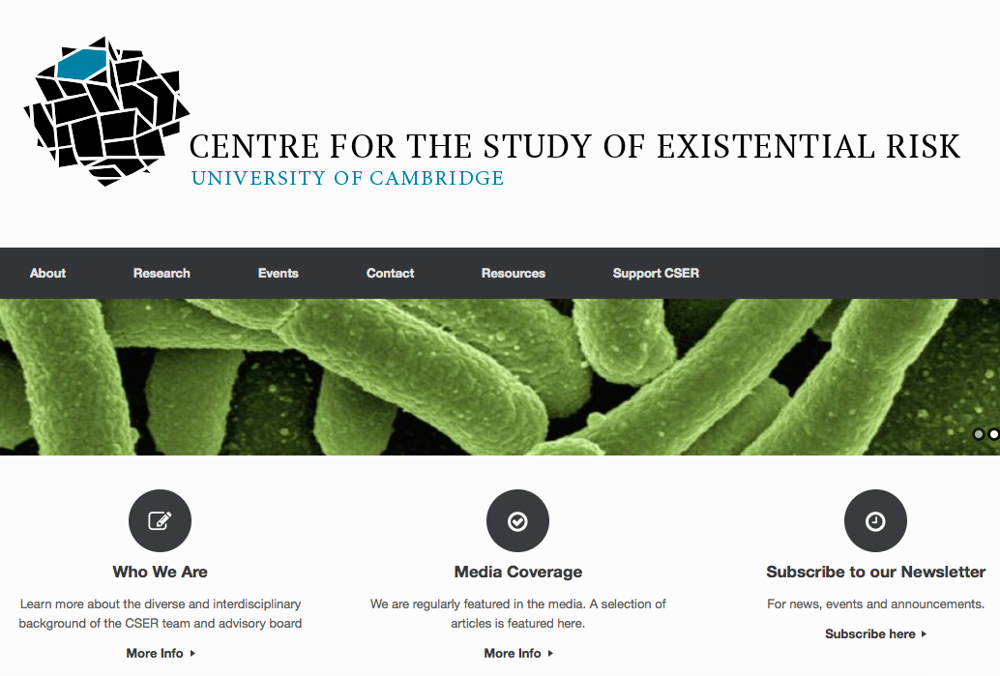 CENTRE FOR THE STUDY OF EXISTENTIAL RISK
UNIVERSITY OF CAMBRIDGE
About Research Events Contact Resources Support CSER
Who We Are
Learn more about the diverse and interdisciplinary
background of the CSER team and advisory board
More Info
Media Coverage
We are regularly featured in the media. A selection of
articles is featured here.
More Info
Subscribe to our Newsletter
For news, events and announcements.
Subscribe here